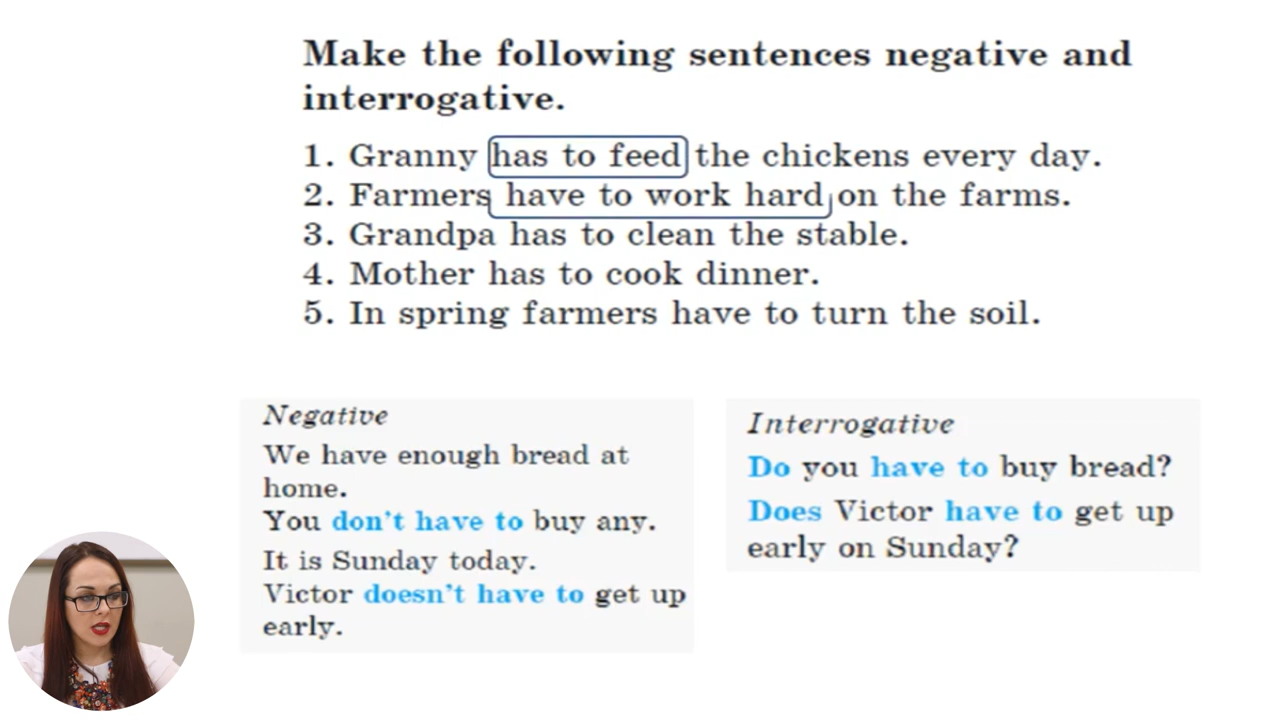 Make the following sentences negative and
interrogative.
1. Granny has to feed the chickens every day.
2. Farmers have to work hard on the farms.
3. Grandpa has to clean the stable.
4. Mother has to cook dinner.
5. In spring farmers have to turn the soil.
Negative
We have enough bread at
home.
You don't have to buy any.
It is Sunday today.
Victor doesn't have to get up
early.
Interrogative
Do you have to buy bread?
Does Victor have to get up
early on Sunday?